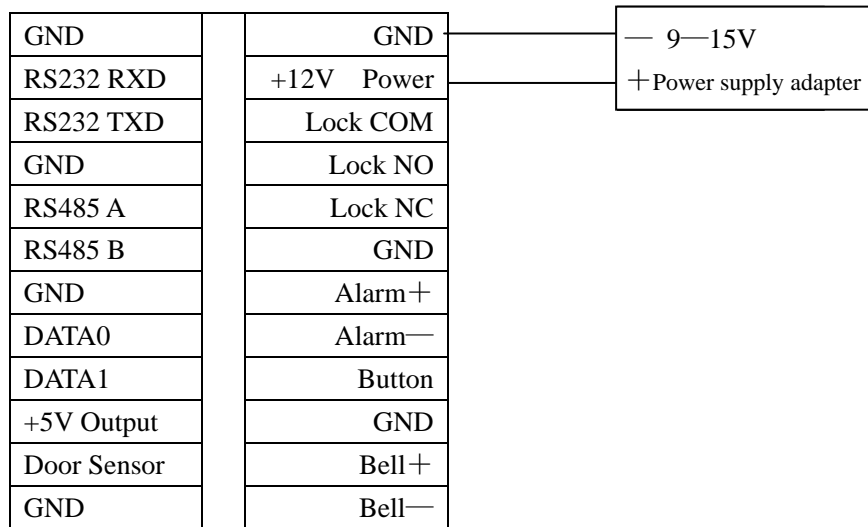 GND GND — 9—15V
RS232 RXD +12V Power ＋Power supply adapter
RS232 TXD Lock COM
GND Lock NO
RS485 A Lock NC
RS485 B GND
GND Alarm＋
DATA0 Alarm—
DATA1 Button
+5V Output GND
Door Sensor Bell＋
GND Bell—